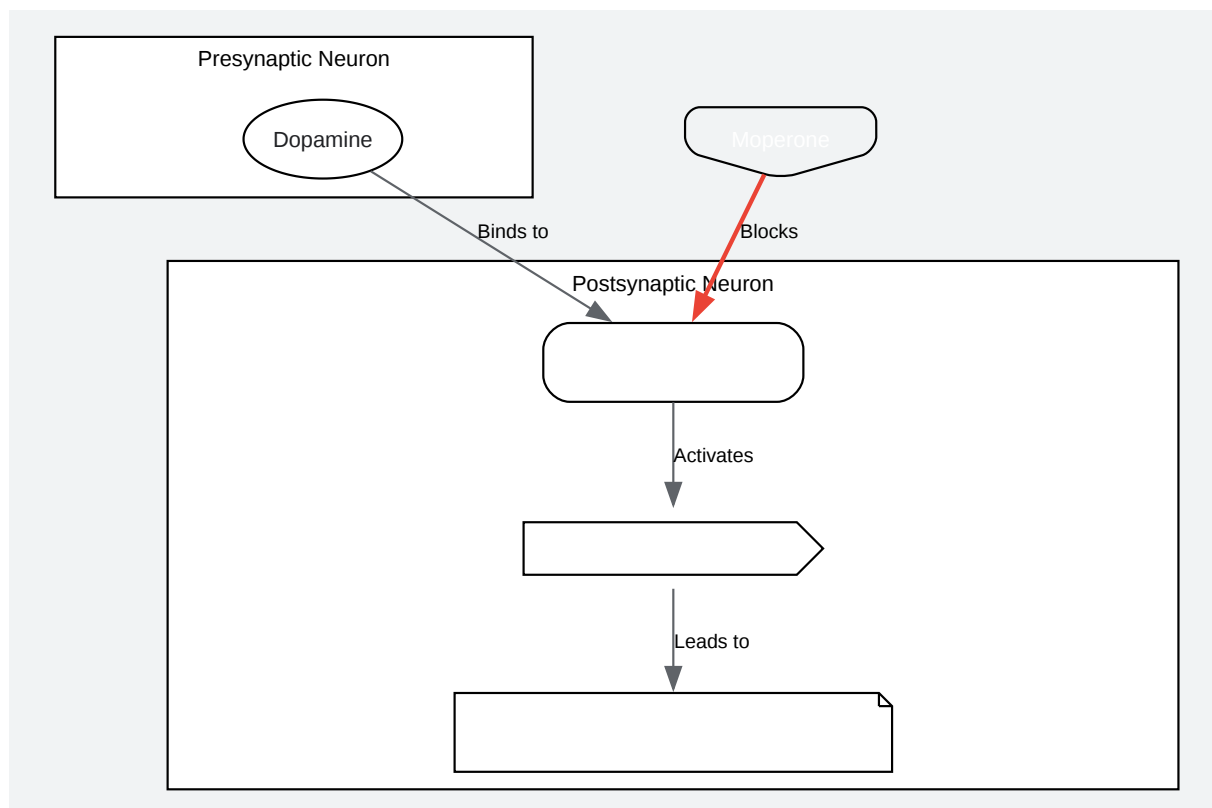 Presynaptic Neuron
Dopamine
Moperone
Binds to
Blocks
Postsynaptic Neuron
Activates
Leads to